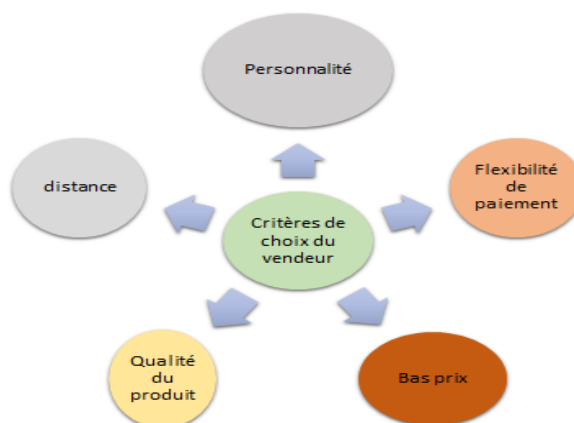 Personnalité
distance
Flexibilité
de
paiement
Critères de
choix du
vendeur
Qualité
du
produit
Bas prix